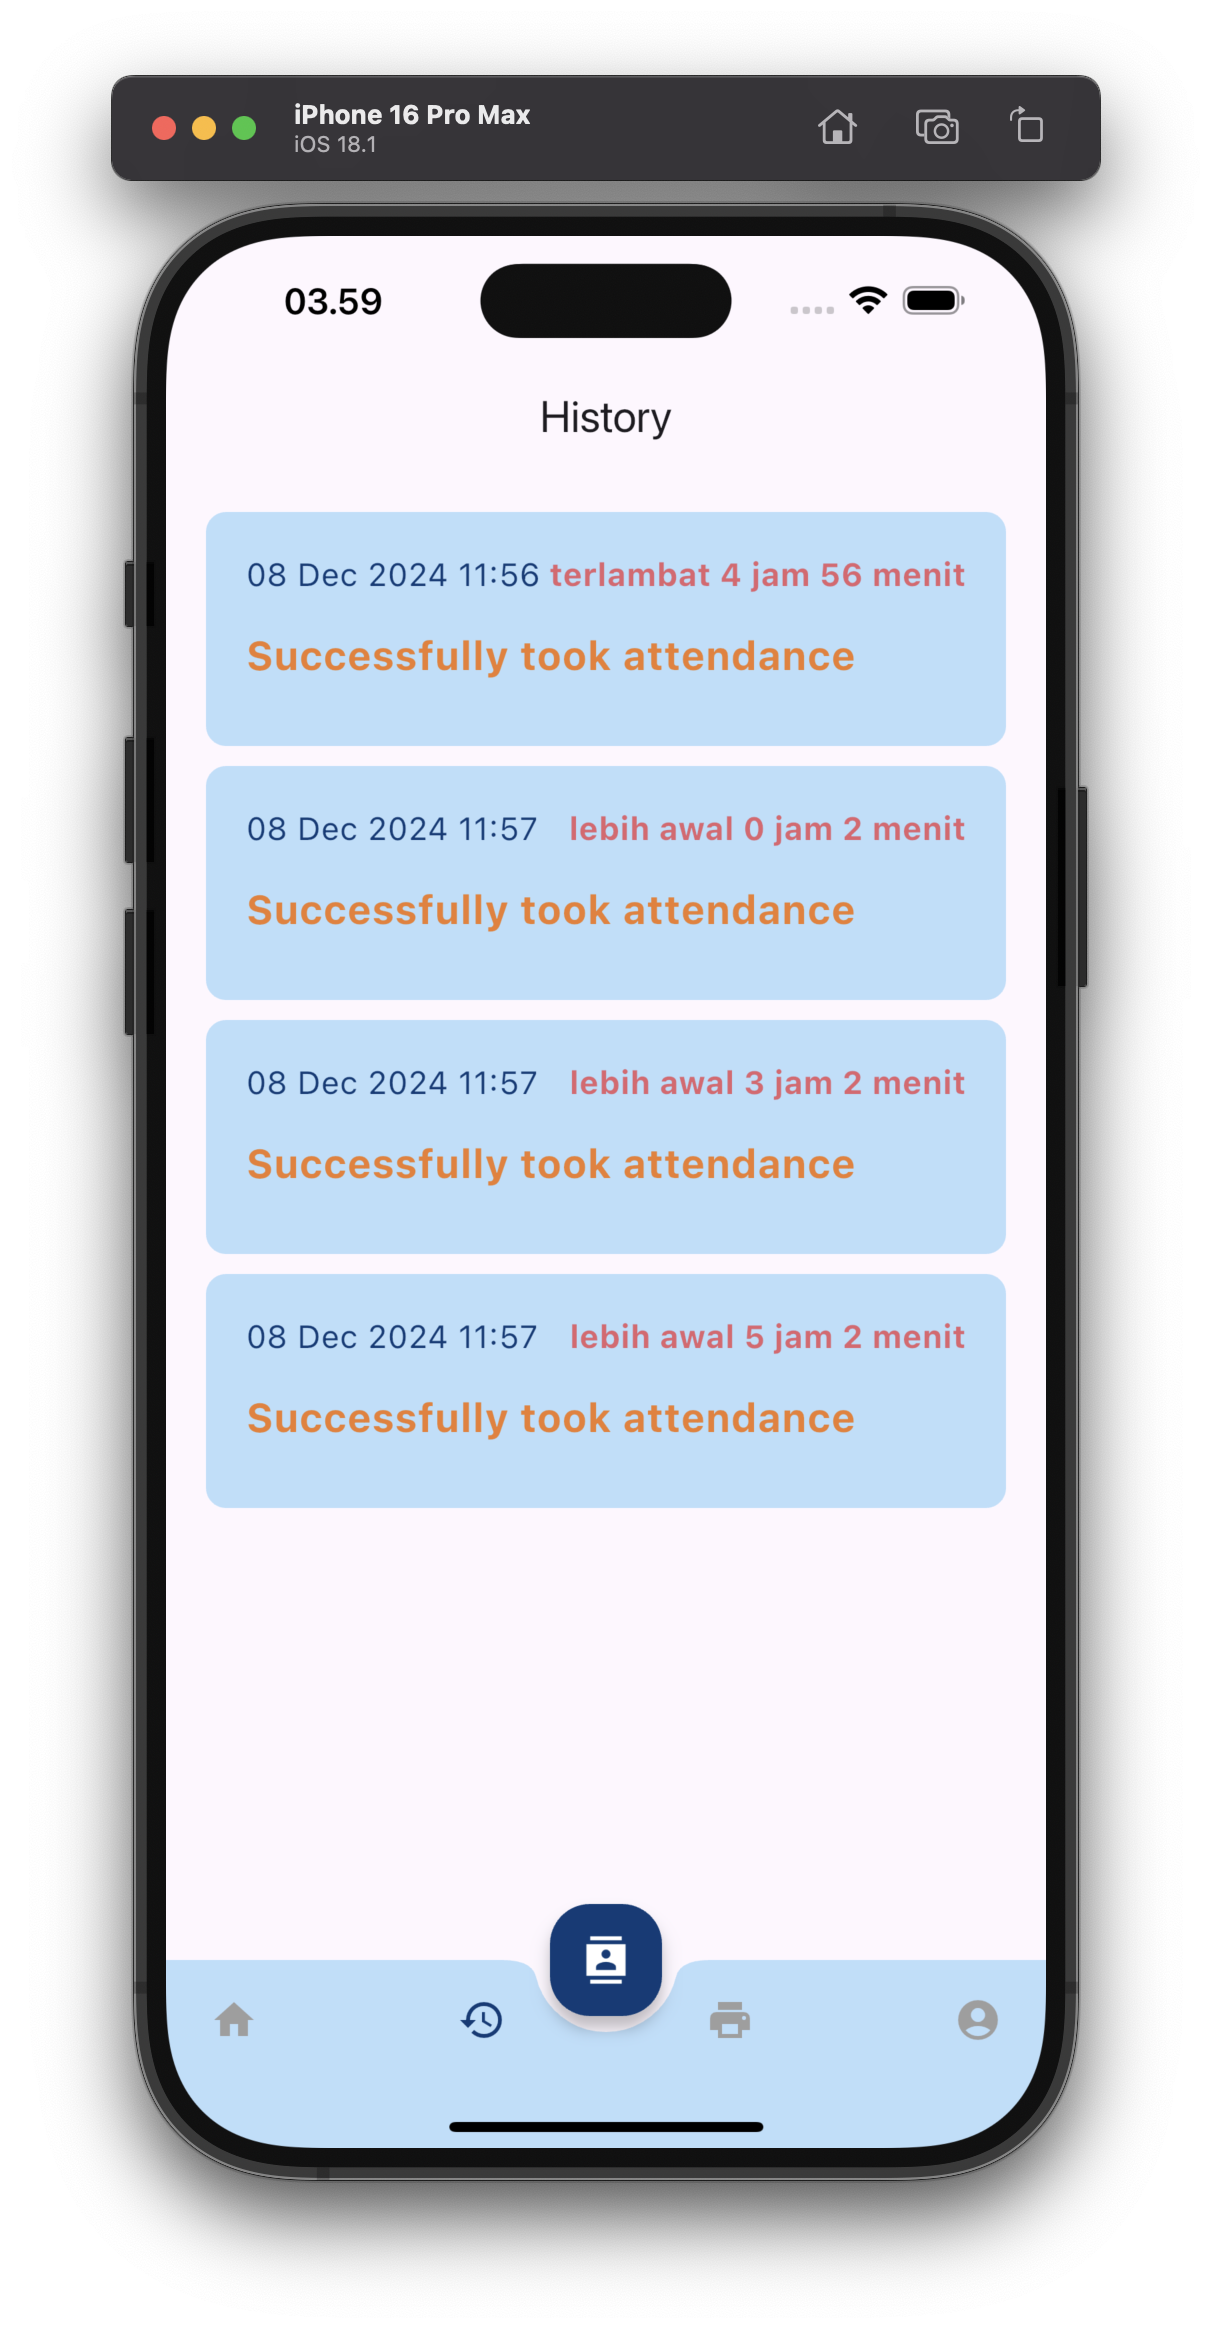 iPhone 16 Pro Max
iOS 18.1
03.59
History
08 Dec 2024 11:56 terlambat 4 jam 56 menit
Successfully took attendance
08 Dec 2024 11:57 lebih awal 0 jam 2 menit
Successfully took attendance
08 Dec 2024 11:57 lebih awal 3 jam 2 menit
Successfully took attendance
08 Dec 2024 11:57 lebih awal 5 jam 2 menit
Successfully took attendance